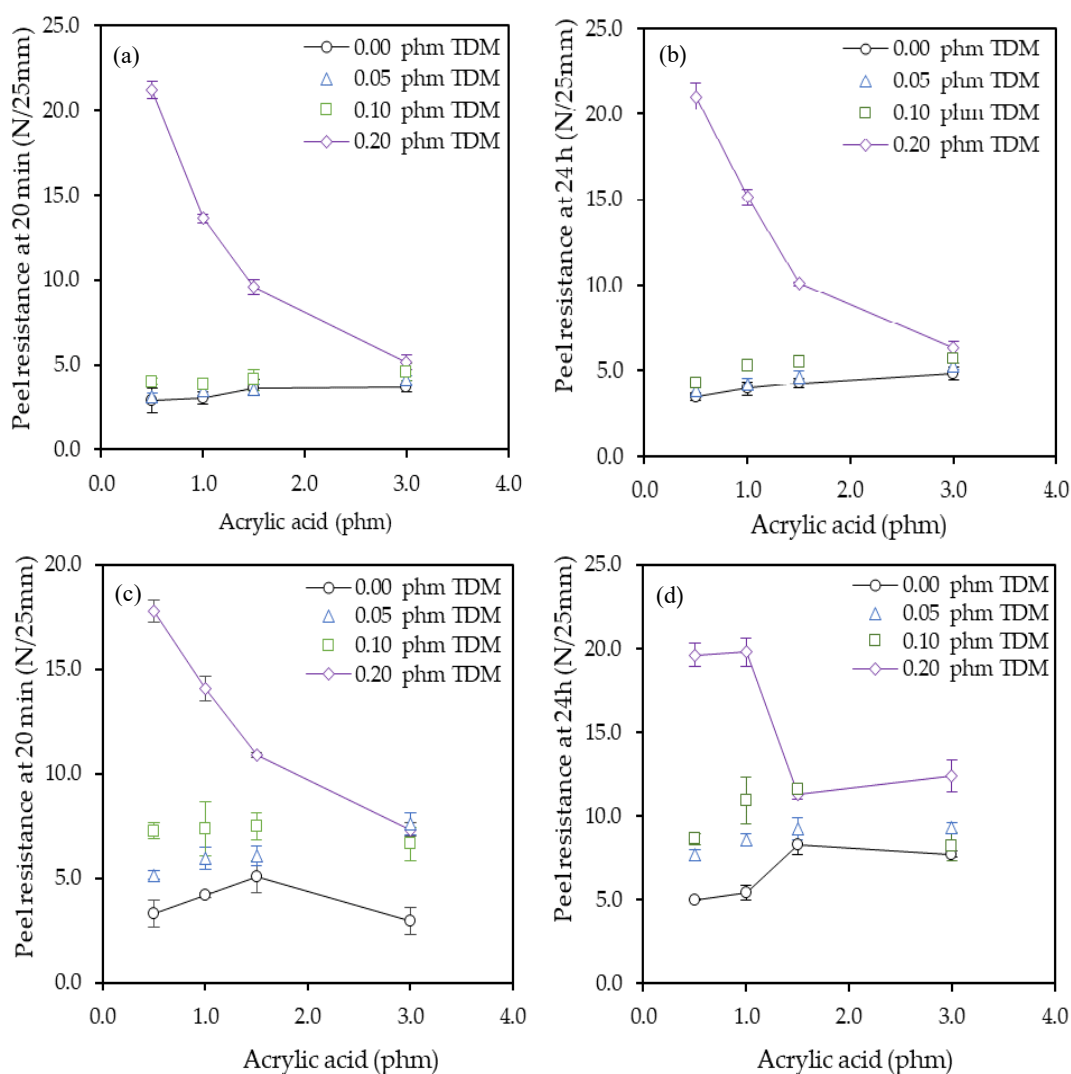 25.0
20.0
15.0
10.0
5.0
0.0
0.0 1.0 2.0 3.0 4.0
Peel resistance at 20 min (N/25mm)
Acrylic acid (phm)
(a)
0.00 phm TDM
0.05 phm TDM
0.10 phm TDM
0.20 phm TDM
25.0
20.0
15.0
10.0
5.0
0.0
0.0 1.0 2.0 3.0 4.0
Peel resistance at 24 h (N/25mm)
Acrylic acid (phm)
(b)
0.00 phm TDM
0.05 phm TDM
0.10 phm TDM
0.20 phm TDM
20.0
15.0
10.0
5.0
0.0
0.0 1.0 2.0 3.0 4.0
Peel resistance at 20 min (N/25mm)
Acrylic acid (phm)
(c)
0.00 phm TDM
0.05 phm TDM
0.10 phm TDM
0.20 phm TDM
25.0
20.0
15.0
10.0
5.0
0.0
0.0 1.0 2.0 3.0 4.0
Peel resistance at 24h (N/25mm)
Acrylic acid (phm)
(d)
0.00 phm TDM
0.05 phm TDM
0.10 phm TDM
0.20 phm TDM